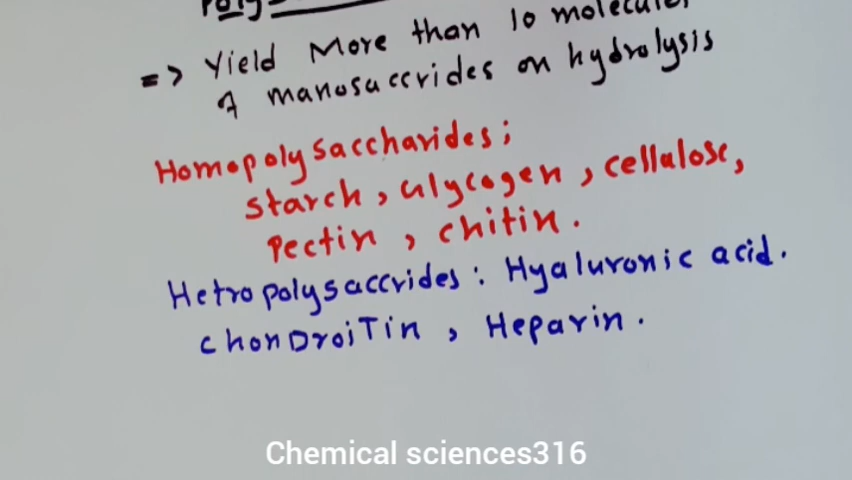 Poly
=> Yield More than 10 molecules
of manosaccrides on hydrolysis
Homopolysaccharides;
starch, Glycogen, cellulose,
Pectin, chitin.
Hetropolysaccrides: Hyaluronic acid.
chonDroiTin, Heparin.
Chemical sciences316